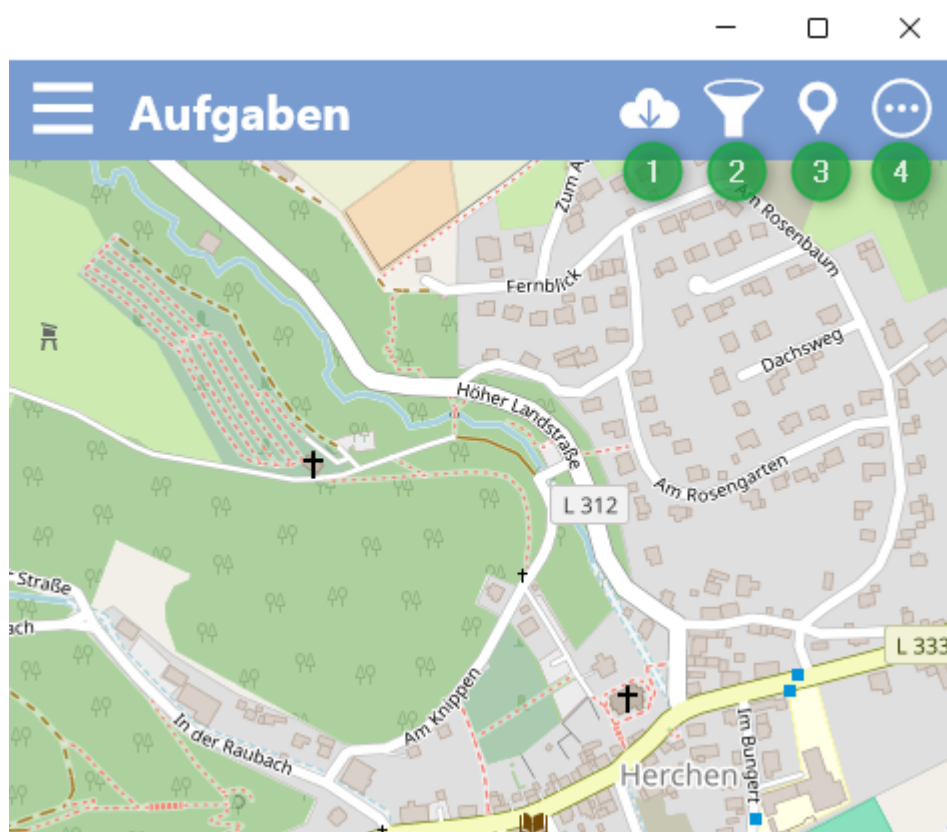 Aufgaben
1 2 3 4
Zum A
Am Rosenbaum
Fernblick
Dachsweg
Höher Landstraße
Am Rosengarten
L 312
Straße
ach
L 333
Am Knippen
In der Raubach
Im Bungert
Herchen